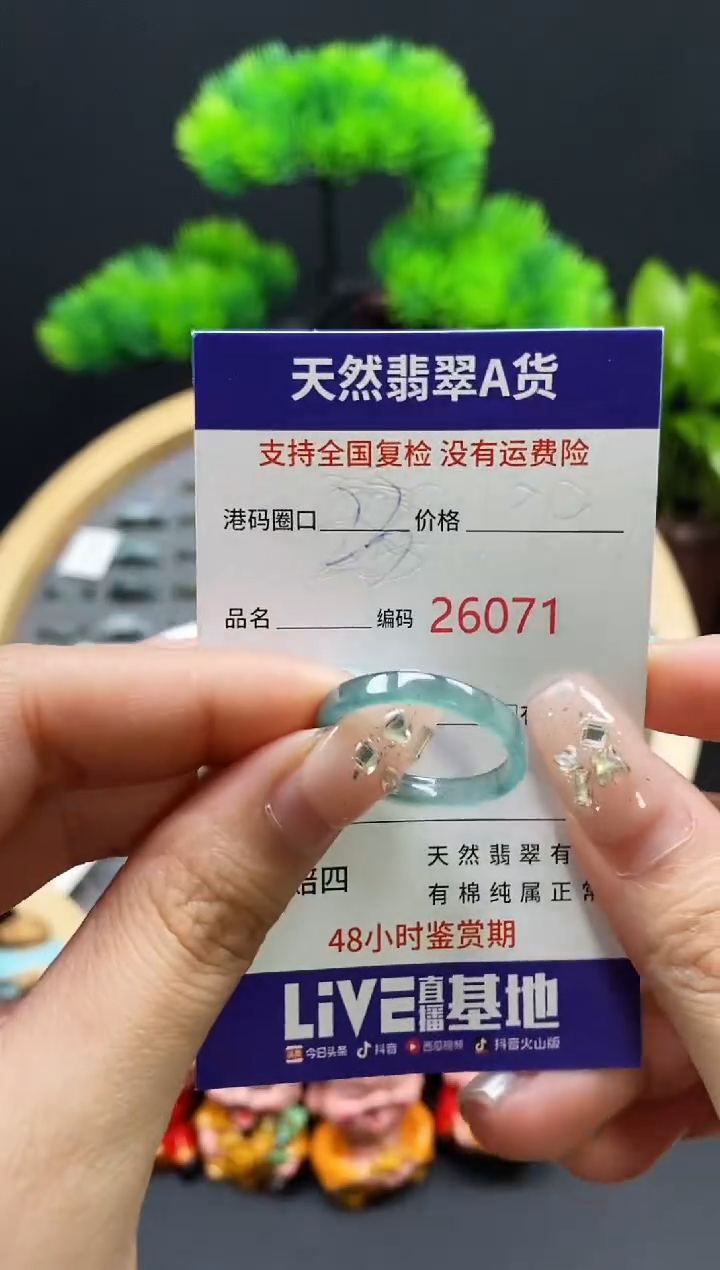 天然翡翠A货
支持全国复检 没有运费险
港码圈口 价格
品名 编码 26071
赔四 天然翡翠有
有棉纯属正常
48小时鉴赏期
LiVE直播基地
今日头条 抖音 西瓜视频 抖音火山版